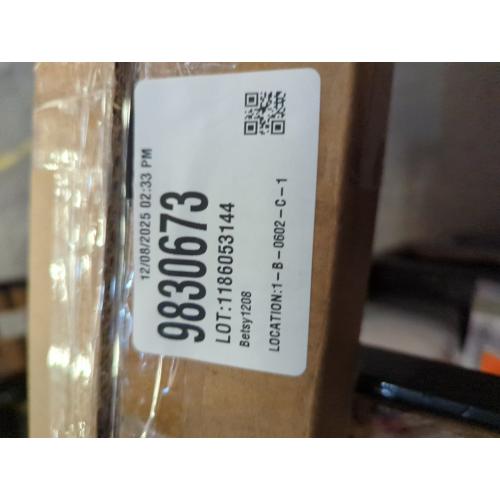 12/08/2025 02:33 PM
9830673
LOT:1186053144
Betsy1208
LOCATION:1-B-0602-C-1